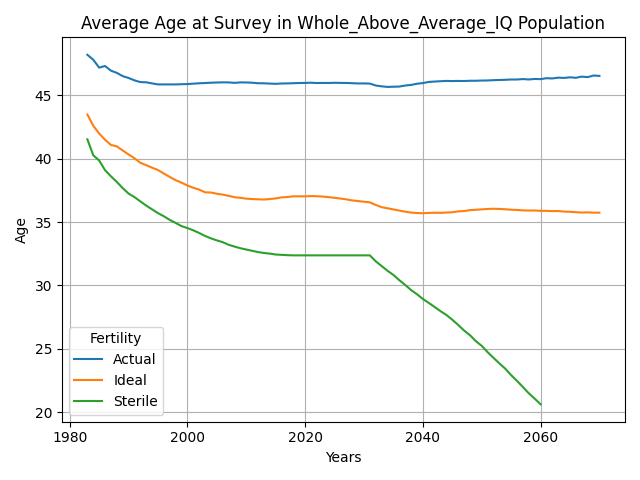 Average Age at Survey in Whole_Above_Average_IQ Population
Age
45
40
35
30
25
20
Fertility
Actual
Ideal
Sterile
1980
2000
2020
2040
2060
Years